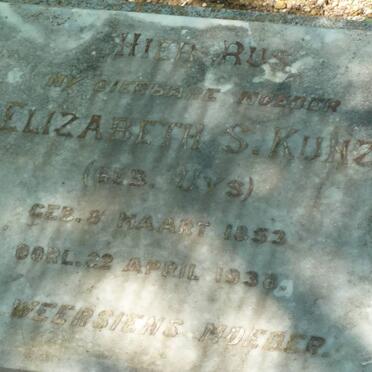 HIER RUS
MY DIERBARE MOEDER
ELIZABETH S. KUNZ
(GEB. UYS)
GEB. 8 MAART 1853
OORL. 22 APRIL 1930.
WEERSIENS MOEDER.